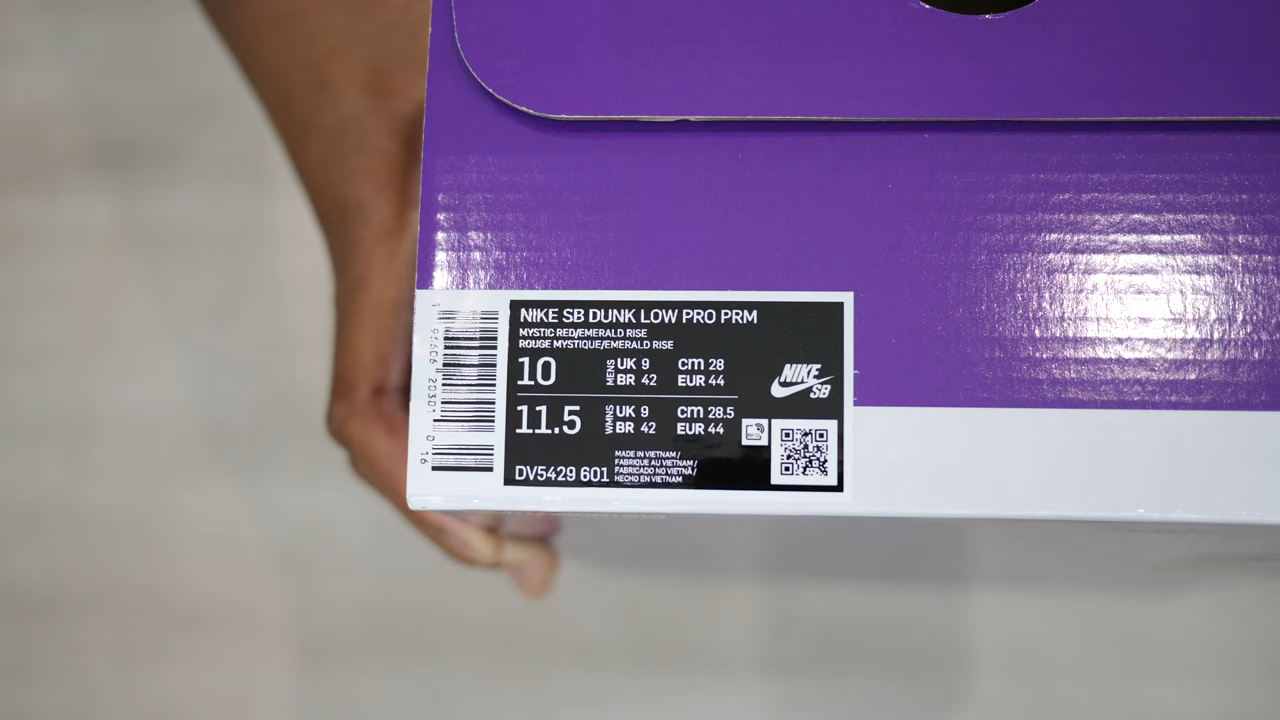 NIKE SB DUNK LOW PRO PRM
MYSTIC RED/EMERALD RISE
ROUGE MYSTIQUE/EMERALD RISE
10 MENS UK 9 CM 28
BR 42 EUR 44
11.5 WMNS UK 9 CM 28.5
BR 42 EUR 44
DV5429 601
MADE IN VIETNAM /
FABRIQUE AU VIETNAM /
FABRICADO NO VIETNÃ /
HECHO EN VIETNAM
NIKE
SB